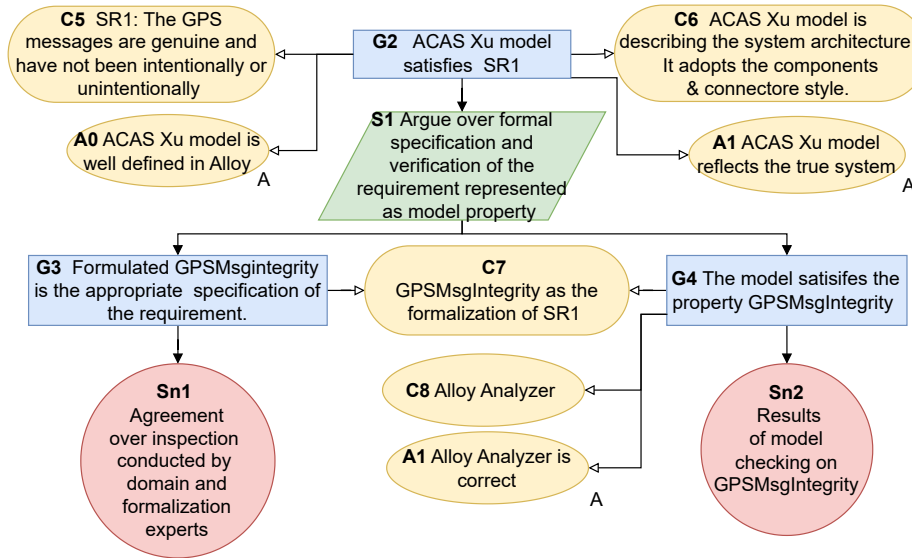 C5 SR1: The GPS
messages are genuine and
have not been intentionally or
unintentionally
G2 ACAS Xu model
satisfies SR1
C6 ACAS Xu model is
describing the system architecture
It adopts the components
& connectore style.
A0 ACAS Xu model is
well defined in Alloy
A
S1 Argue over formal
specification and
verification of the
requirement represented
as model property
A1 ACAS Xu model
reflects the true system
A
G3 Formulated GPSMsgintegrity
is the appropriate specification of
the requirement.
C7
GPSMsgIntegrity as the
formalization of SR1
G4 The model satisifes the
property GPSMsgIntegrity
Sn1
Agreement
over inspection
conducted by
domain and
formalization
experts
C8 Alloy Analyzer
A1 Alloy Analyzer is
correct
A
Sn2
Results
of model
checking on
GPSMsgIntegrity